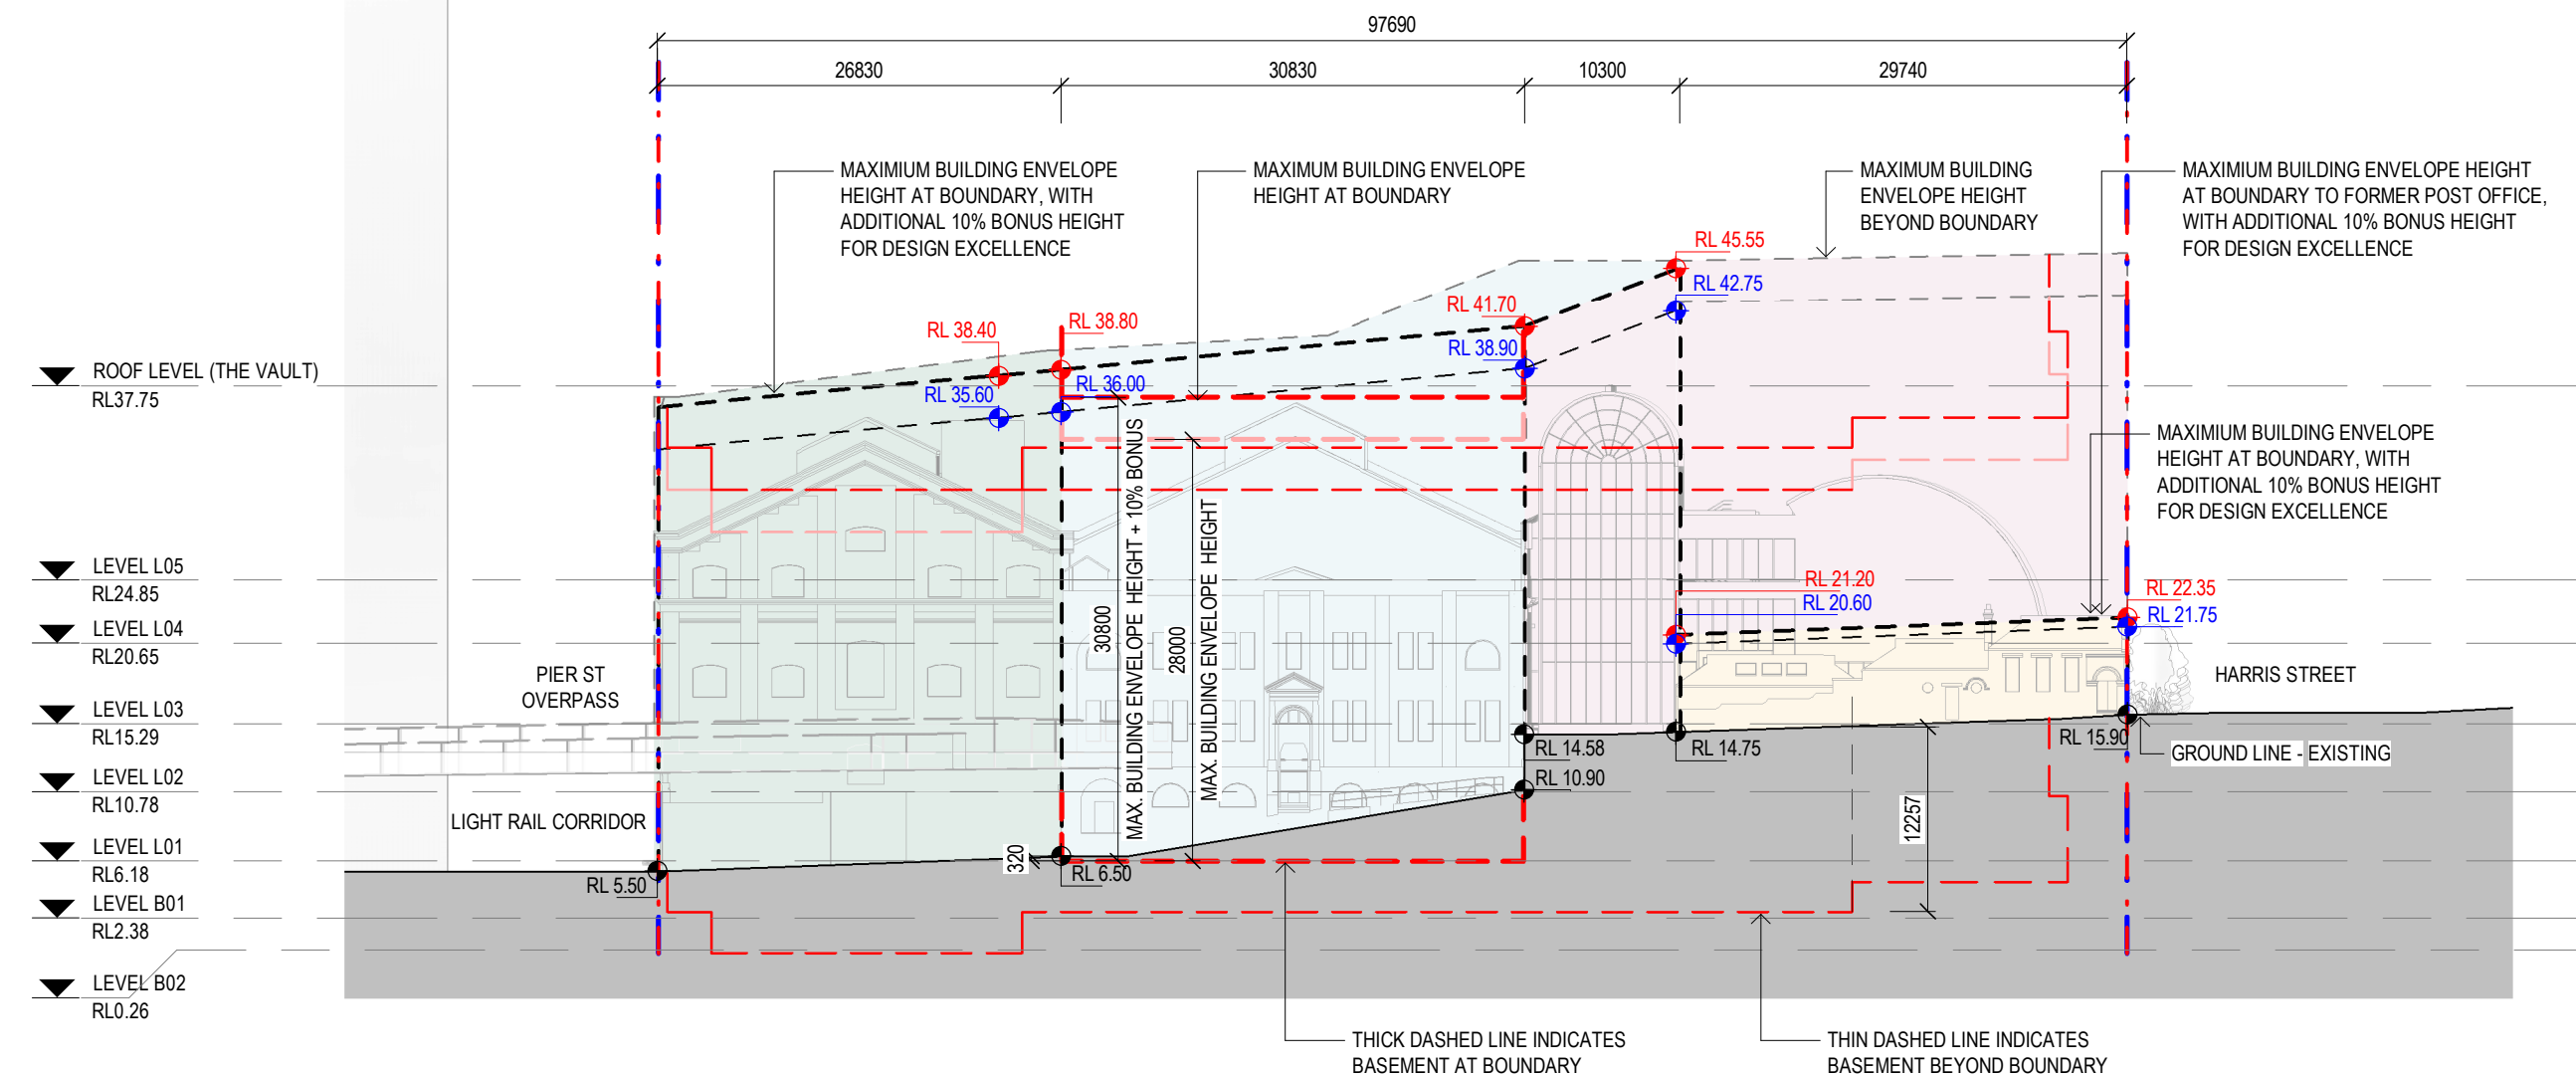 97690
26830
30830
10300
29740
MAXIMUM BUILDING ENVELOPE
HEIGHT AT BOUNDARY, WITH
ADDITIONAL 10% BONUS HEIGHT
FOR DESIGN EXCELLENCE
MAXIMUM BUILDING ENVELOPE
HEIGHT AT BOUNDARY
MAXIMUM BUILDING
ENVELOPE HEIGHT
BEYOND BOUNDARY
MAXIMUM BUILDING ENVELOPE HEIGHT
AT BOUNDARY TO FORMER POST OFFICE,
WITH ADDITIONAL 10% BONUS HEIGHT
FOR DESIGN EXCELLENCE
RL 45.55
RL 42.75
RL 41.70
RL 38.90
RL 38.40
RL 38.80
RL 35.60
RL 36.00
ROOF LEVEL (THE VAULT)
RL37.75
MAXIMUM BUILDING ENVELOPE
HEIGHT AT BOUNDARY, WITH
ADDITIONAL 10% BONUS HEIGHT
FOR DESIGN EXCELLENCE
30800
MAX. BUILDING ENVELOPE HEIGHT + 10% BONUS
28000
MAX. BUILDING ENVELOPE HEIGHT
LEVEL L05
RL24.85
RL 21.20
RL 20.60
RL 22.35
RL 21.75
LEVEL L04
RL20.65
PIER ST
OVERPASS
HARRIS STREET
LEVEL L03
RL15.29
RL 14.58
RL 14.75
RL 15.90
GROUND LINE - EXISTING
LEVEL L02
RL10.78
RL 10.90
LIGHT RAIL CORRIDOR
12257
LEVEL L01
RL6.18
320
RL 6.50
RL 5.50
LEVEL B01
RL2.38
LEVEL B02
RL0.26
THICK DASHED LINE INDICATES
BASEMENT AT BOUNDARY
THIN DASHED LINE INDICATES
BASEMENT BEYOND BOUNDARY